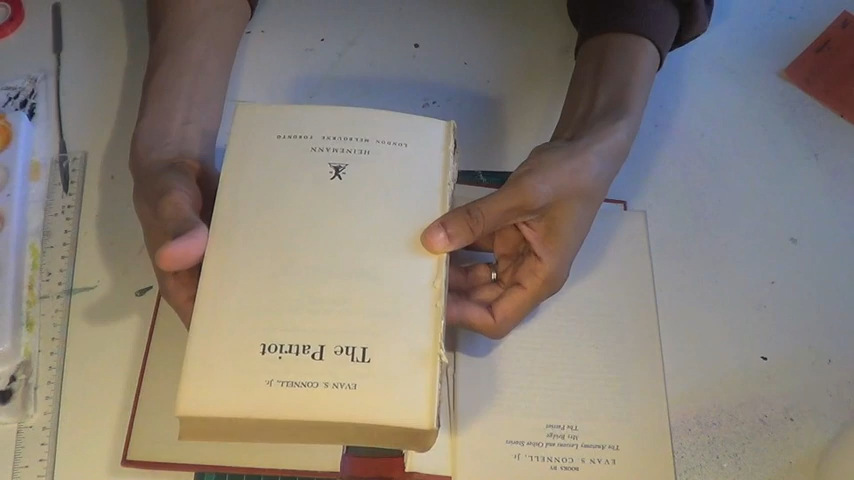 EVAN S. CONNELL, Jr.
The Patriot
HEINEMANN
LONDON MELBOURNE TORONTO
BOOKS BY
EVAN S. CONNELL, Jr.
The Anatomy Lesson and Other Stories
Mrs Bridge
The Patriot